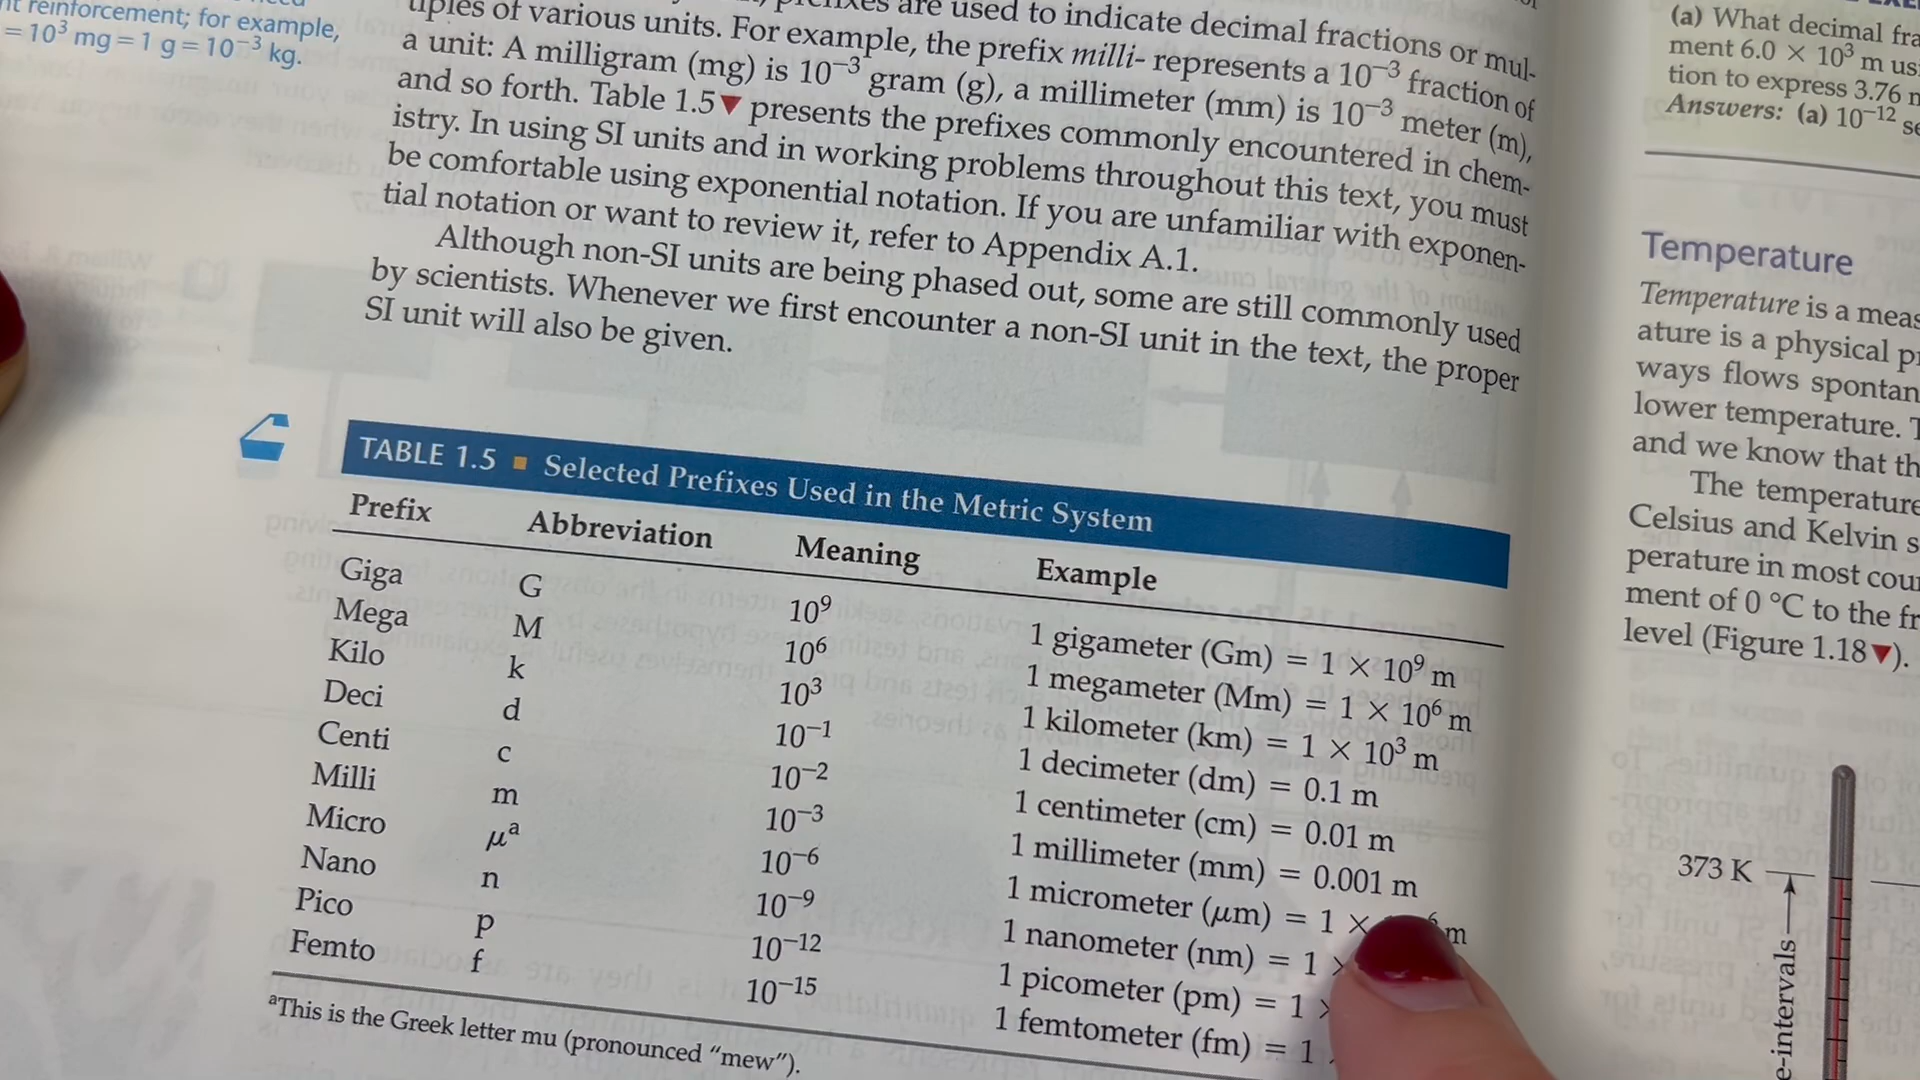 nt reinforcement; for example,
= 10³ mg = 1 g = 10⁻³ kg.
prefixes are used to indicate decimal fractions or mul-
tiples of various units. For example, the prefix milli- represents a 10⁻³ fraction of
a unit: A milligram (mg) is 10⁻³ gram (g), a millimeter (mm) is 10⁻³ meter (m),
and so forth. Table 1.5▼ presents the prefixes commonly encountered in chem-
istry. In using SI units and in working problems throughout this text, you must
be comfortable using exponential notation. If you are unfamiliar with exponen-
tial notation or want to review it, refer to Appendix A.1.
Although non-SI units are being phased out, some are still commonly used
by scientists. Whenever we first encounter a non-SI unit in the text, the proper
SI unit will also be given.
TABLE 1.5 ▪ Selected Prefixes Used in the Metric System
Prefix Abbreviation Meaning Example
Giga G 10⁹ 1 gigameter (Gm) = 1 × 10⁹ m
Mega M 10⁶ 1 megameter (Mm) = 1 × 10⁶ m
Kilo k 10³ 1 kilometer (km) = 1 × 10³ m
Deci d 10⁻¹ 1 decimeter (dm) = 0.1 m
Centi c 10⁻² 1 centimeter (cm) = 0.01 m
Milli m 10⁻³ 1 millimeter (mm) = 0.001 m
Micro μᵃ 10⁻⁶ 1 micrometer (μm) = 1 × m
Nano n 10⁻⁹ 1 nanometer (nm) = 1 ×
Pico p 10⁻¹² 1 picometer (pm) = 1 ×
Femto f 10⁻¹⁵ 1 femtometer (fm) = 1
ᵃThis is the Greek letter mu (pronounced “mew”).
(a) What decimal fra
ment 6.0 × 10³ m us
tion to express 3.76 
Answers: (a) 10⁻¹² se
Temperature
Temperature is a meas
ature is a physical p
ways flows spontan
lower temperature. T
and we know that th
The temperature
Celsius and Kelvin s
perature in most cou
ment of 0 °C to the fr
level (Figure 1.18▼).
373 K
e-intervals